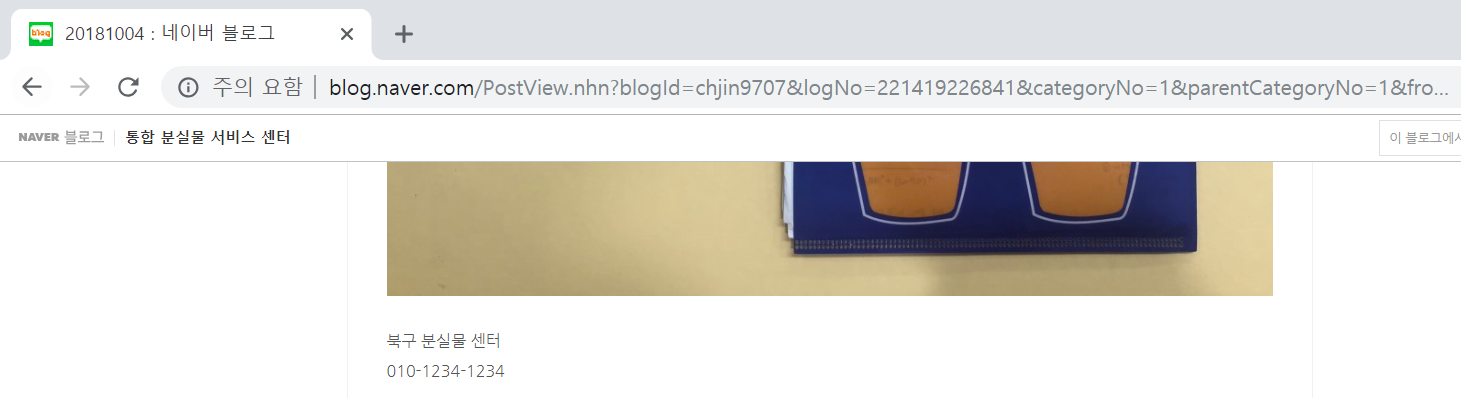 blog
20181004 : 네이버 블로그
주의 요함 | blog.naver.com/PostView.nhn?blogId=chjin9707&logNo=221419226841&categoryNo=1&parentCategoryNo=1&fro...
NAVER 블로그 | 통합 분실물 서비스 센터
이 블로그에서
북구 분실물 센터
010-1234-1234